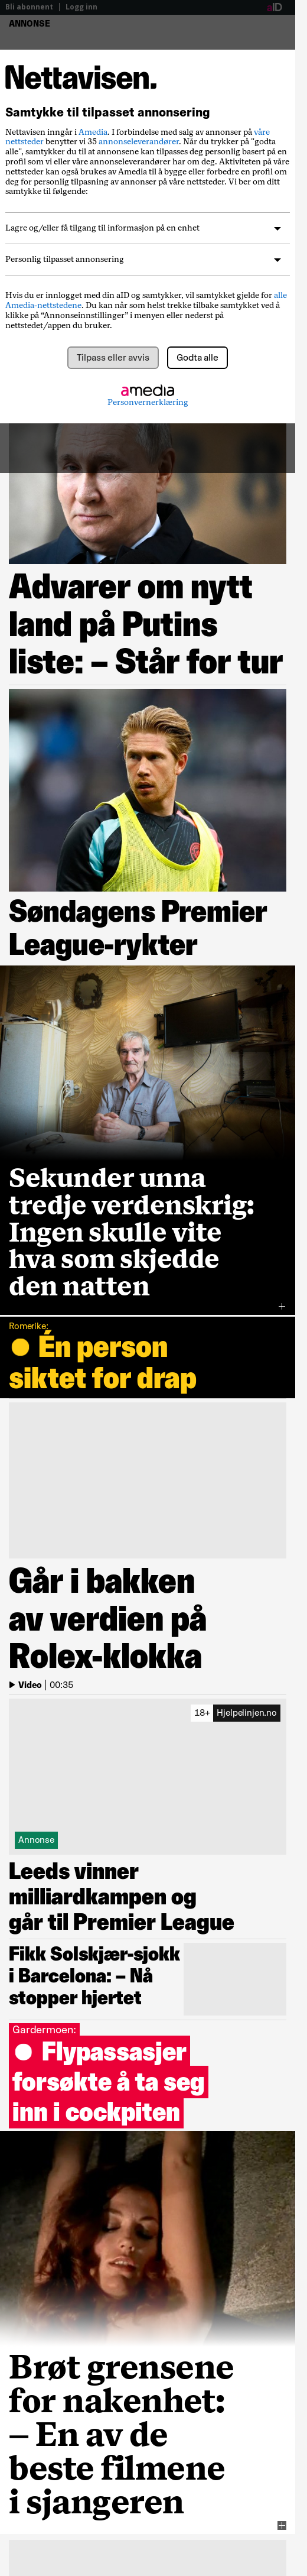 Bli abonnent | Logg inn
aID
ANNONSE
Nettavisen.
Samtykke til tilpasset annonsering
Nettavisen inngår i Amedia. I forbindelse med salg av annonser på våre
nettsteder benytter vi 35 annonseleverandører. Når du trykker på "godta
alle", samtykker du til at annonsene kan tilpasses deg personlig basert på en
profil som vi eller våre annonseleverandører har om deg. Aktiviteten på våre
nettsteder kan også brukes av Amedia til å bygge eller forbedre en profil om
deg for personlig tilpasning av annonser på våre nettsteder. Vi ber om ditt
samtykke til følgende:
Lagre og/eller få tilgang til informasjon på en enhet
Personlig tilpasset annonsering
Hvis du er innlogget med din aID og samtykker, vil samtykket gjelde for alle
Amedia-nettstedene. Du kan når som helst trekke tilbake samtykket ved å
klikke på “Annonseinnstillinger” i menyen eller nederst på
nettstedet/appen du bruker.
Tilpass eller avvis
Godta alle
amedia
Personvernerklæring
Advarer om nytt
land på Putins
liste: – Står for tur
Søndagens Premier
League-rykter
Sekunder unna
tredje verdenskrig:
Ingen skulle vite
hva som skjedde
den natten
Romerike:
Én person
siktet for drap
Går i bakken
av verdien på
Rolex-klokka
Video | 00:35
18+ Hjelpelinjen.no
Annonse
Leeds vinner
milliardkampen og
går til Premier League
Fikk Solskjær-sjokk
i Barcelona: – Nå
stopper hjertet
Gardermoen:
Flypassasjer
forsøkte å ta seg
inn i cockpiten
Brøt grensene
for nakenhet:
– En av de
beste filmene
i sjangeren